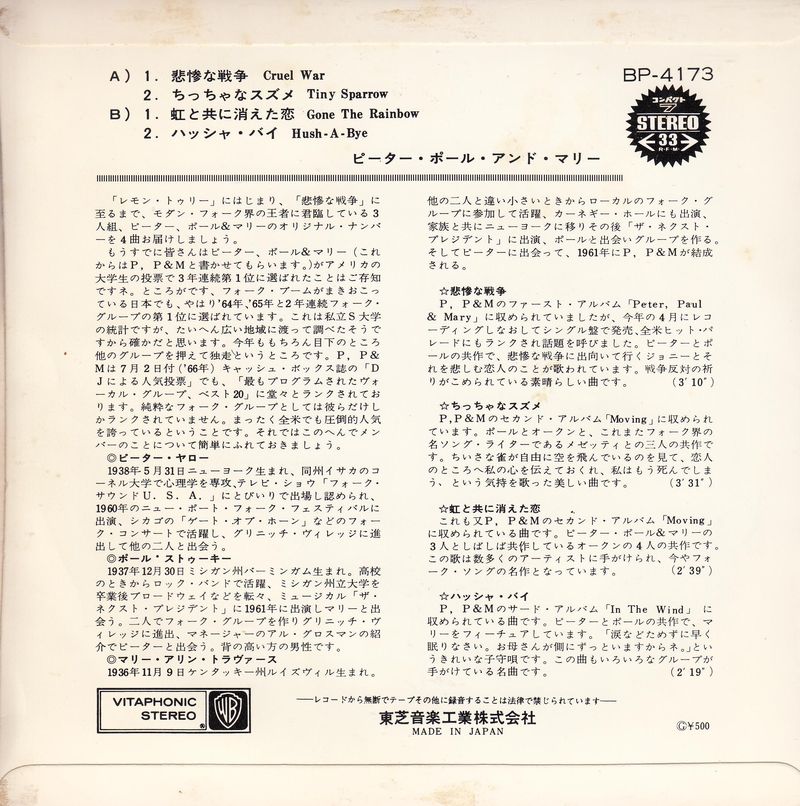 A) 1. 悲惨な戦争 Cruel War
2. ちっちゃなスズメ Tiny Sparrow
B) 1. 虹と共に消えた恋 Gone The Rainbow
2. ハッシャ・バイ Hush-A-Bye
ピーター・ポール・アンド・マリー
BP-4173
コンパクト
7
STEREO
33
R・P・M
「レモン・トゥリー」にはじまり、「悲惨な戦争」に
至るまで、モダン・フォーク界の王者に君臨している3
人組、ピーター、ポール&マリーのオリジナル・ナンバ
ーを4曲お届けしましょう。
もうすでに皆さんはピーター、ポール&マリー(これ
からはP,P&Mと書かせてもらいます。)がアメリカの
大学生の投票で3年連続第1位に選ばれたことはご存知
ですネ。ところがです、フォーク・ブームがまきおこっ
ている日本でも、やはり'64年、'65年と2年連続フォーク・
グループの第1位に選ばれています。これは私立S大学
の統計ですが、たいへん広い地域に渡って調べたそうで
すから確かだと思います。今年ももちろん目下のところ
他のグループを押えて独走というところです。P,P&
Mは7月2日付('66年)キャッシュ・ボックス誌の「D
Jによる人気投票」でも、「最もプログラムされたヴォ
ーカル・グループ、ベスト20」に堂々とランクされてお
ります。純粋なフォーク・グループとしては彼らだけし
かランクされていません。まったく全米でも圧倒的人気
を誇っているということです。それではこのへんでメン
バーのことについて簡単にふれておきましょう。
◎ピーター・ヤロー
1938年5月31日ニューヨーク生まれ、同州イサカのコ
ーネル大学で心理学を専攻、テレビ・ショウ「フォーク・
サウンドU.S.A.」にとびいりで出場し認められ、
1960年のニュー・ポート・フォーク・フェスティバルに
出演、シカゴの「ゲート・オブ・ホーン」などのフォー
ク・コンサートで活躍し、グリニッチ・ヴィレッジに進
出して他の二人と出会う。
◎ポール・ストゥーキー
1937年12月30日ミシガン州バーミンガム生まれ。高校
のときからロック・バンドで活躍、ミシガン州立大学を
卒業後ブロードウェイなどを転々、ミュージカル「ザ・
ネクスト・プレジデント」に1961年に出演しマリーと出
会う。二人でフォーク・グループを作りグリニッチ・ヴ
ィレッジに進出、マネージャーのアル・グロスマンの紹
介でピーターと出会う。背の高い方の男性です。
◎マリー・アリン・トラヴァース
1936年11月9日ケンタッキー州ルイズヴィル生まれ。
他の二人と違い小さいときからローカルのフォーク・グ
ループに参加して活躍、カーネギー・ホールにも出演、
家族と共にニューヨークに移りその後「ザ・ネクスト・
プレジデント」に出演、ポールと出会いグループを作る。
そしてピーターに出会って、1961年にP,P&Mが結成
される。
☆悲惨な戦争
P,P&Mのファースト・アルバム「Peter, Paul
& Mary」に収められていましたが、今年の4月にレコ
ーディングしなおしてシングル盤で発売、全米ヒット・パ
レードにもランクされ話題を呼びました。ピーターとポ
ールの共作で、悲惨な戦争に出向いて行くジョニーとそ
れを悲しむ恋人のことが歌われています。戦争反対の祈
りがこめられている素晴らしい曲です。 (3′10″)
☆ちっちゃなスズメ
P,P&Mのセカンド・アルバム「Moving」に収められ
ています。ポールとオークンと、これまたフォーク界の
名ソング・ライターであるメゼッティとの三人の共作で
す。ちいさな雀が自由に空を飛んでいるのを見て、恋人
のところへ私の心を伝えておくれ、私はもう死んでしま
う、という気持を歌った美しい曲です。 (3′31″)
☆虹と共に消えた恋
これも又P,P&Mのセカンド・アルバム「Moving」
に収められている曲です。ピーター・ポール&マリーの
3人としばしば共作しているオークンの4人の共作です。
この歌は数多くのアーティストに手がけられ、今やフォ
ーク・ソングの名作となっています。 (2′39″)
☆ハッシャ・バイ
P,P&Mのサード・アルバム「In The Wind」に
収められている曲です。ピーターとポールの共作で、マ
リーをフィーチュアしています。「涙などためずに早く
眠りなさい。お母さんが側にずっといますからネ。」とい
うきれいな子守唄です。この曲もいろいろなグループが
手がけている名曲です。 (2′19″)
VITAPHONIC
STEREO
®
WB
――レコードから無断でテープその他に録音することは法律で禁じられています――
東芝音楽工業株式会社
MADE IN JAPAN
Ⓖ¥500